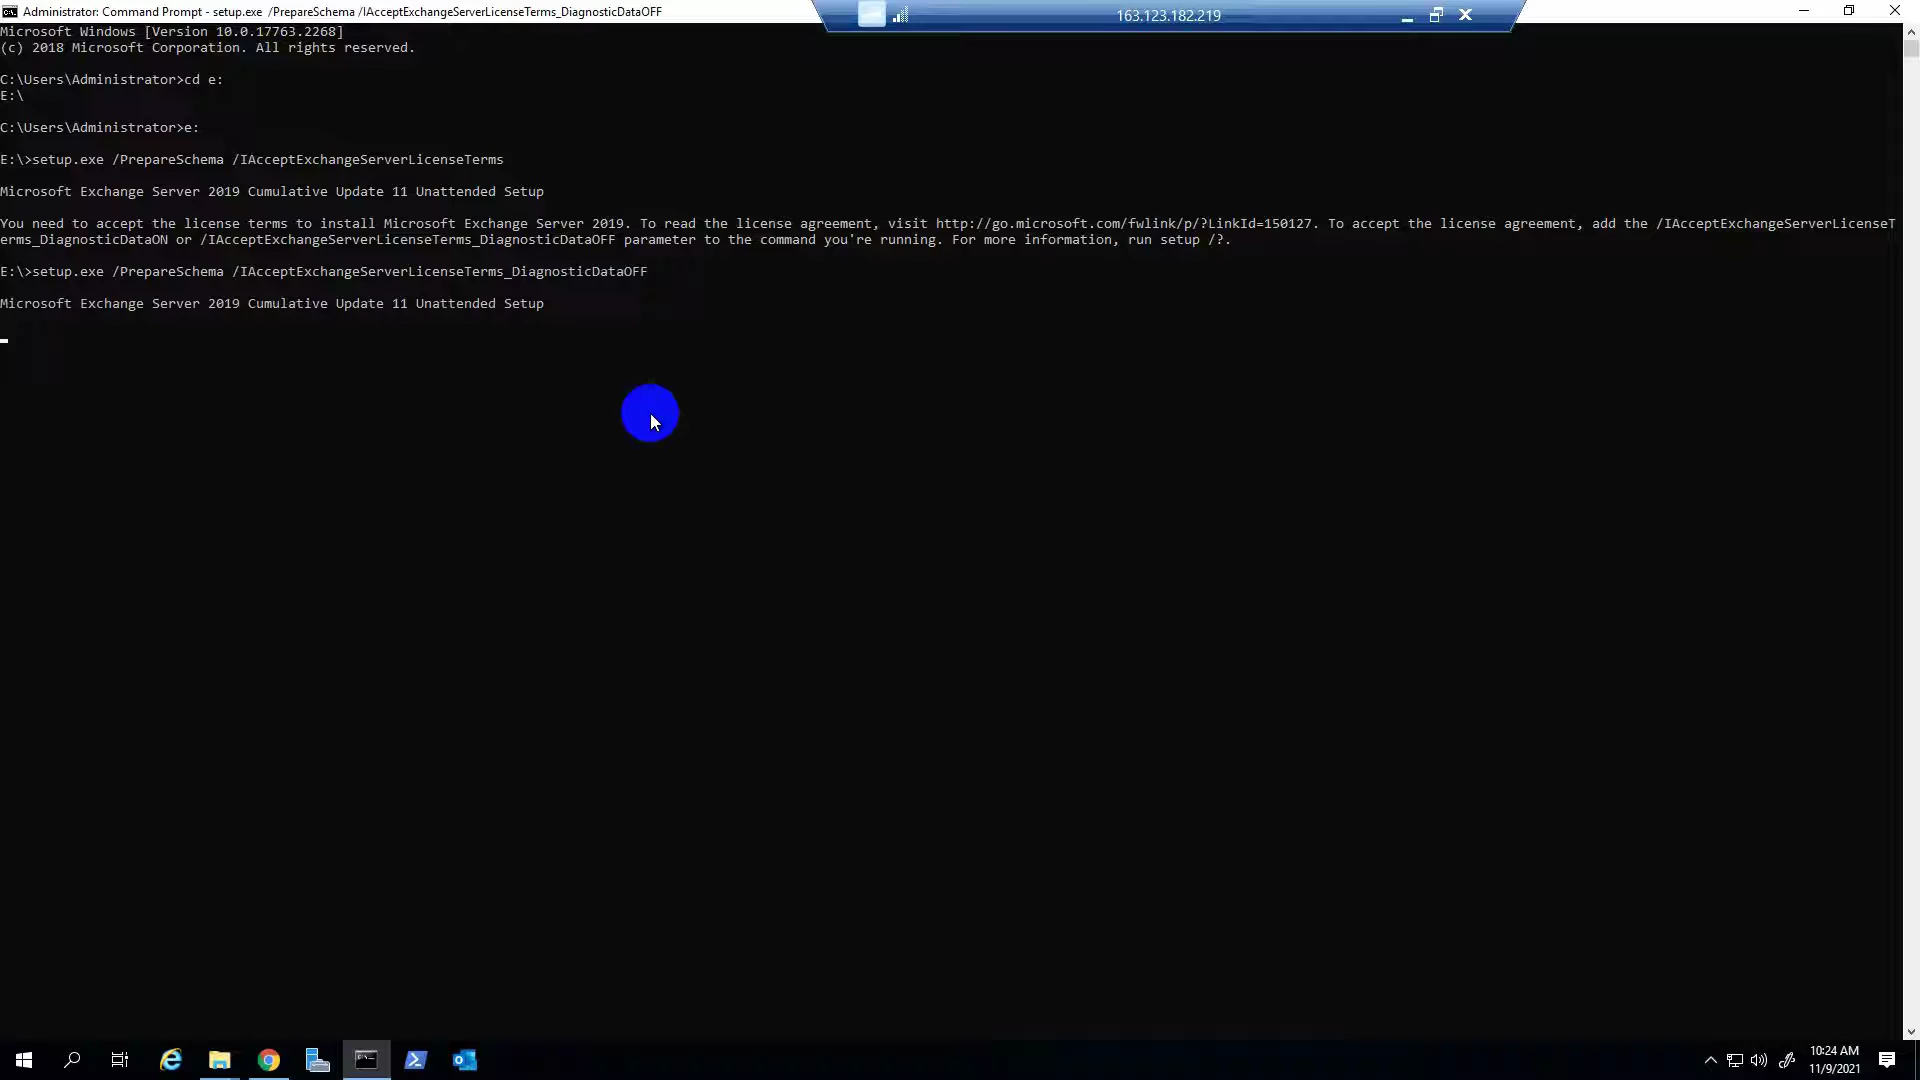 Administrator: Command Prompt - setup.exe  /PrepareSchema /IAcceptExchangeServerLicenseTerms_DiagnosticDataOFF
163.123.182.219
Microsoft Windows [Version 10.0.17763.2268]
(c) 2018 Microsoft Corporation. All rights reserved.
C:\Users\Administrator>cd e:
E:\
C:\Users\Administrator>e:
E:\>setup.exe /PrepareSchema /IAcceptExchangeServerLicenseTerms
Microsoft Exchange Server 2019 Cumulative Update 11 Unattended Setup
You need to accept the license terms to install Microsoft Exchange Server 2019. To read the license agreement, visit http://go.microsoft.com/fwlink/p/?LinkId=150127. To accept the license agreement, add the /IAcceptExchangeServerLicenseT
erms_DiagnosticDataON or /IAcceptExchangeServerLicenseTerms_DiagnosticDataOFF parameter to the command you're running. For more information, run setup /?.
E:\>setup.exe /PrepareSchema /IAcceptExchangeServerLicenseTerms_DiagnosticDataOFF
Microsoft Exchange Server 2019 Cumulative Update 11 Unattended Setup
10:24 AM
11/9/2021